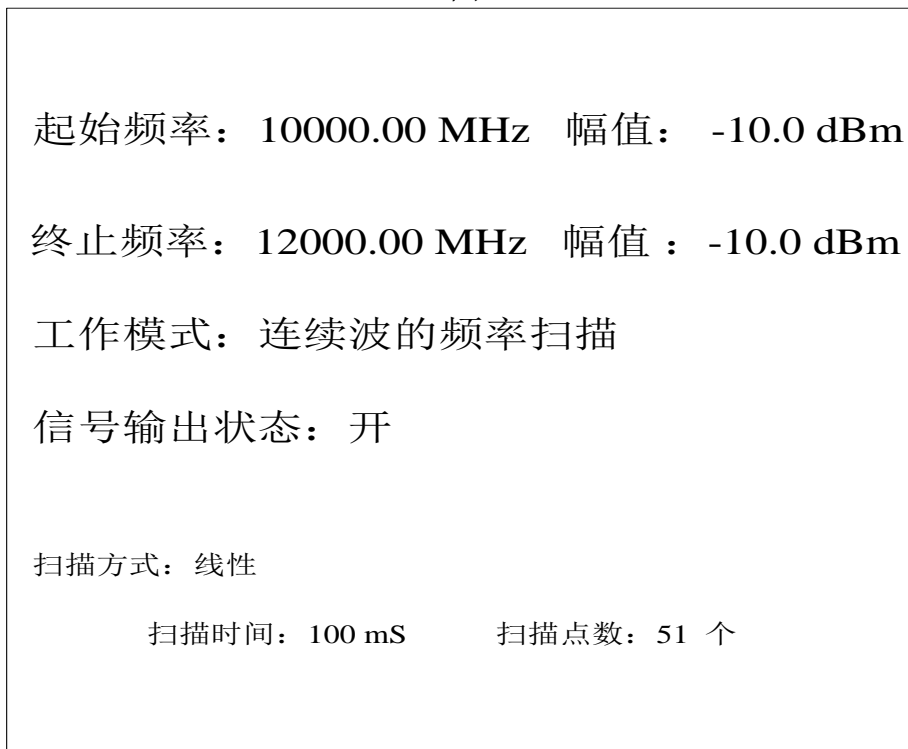 起始频率：10000.00 MHz 幅值： -10.0 dBm
终止频率：12000.00 MHz 幅值 ：-10.0 dBm
工作模式：连续波的频率扫描
信号输出状态：开
扫描方式：线性
扫描时间：100 mS 扫描点数：51 个